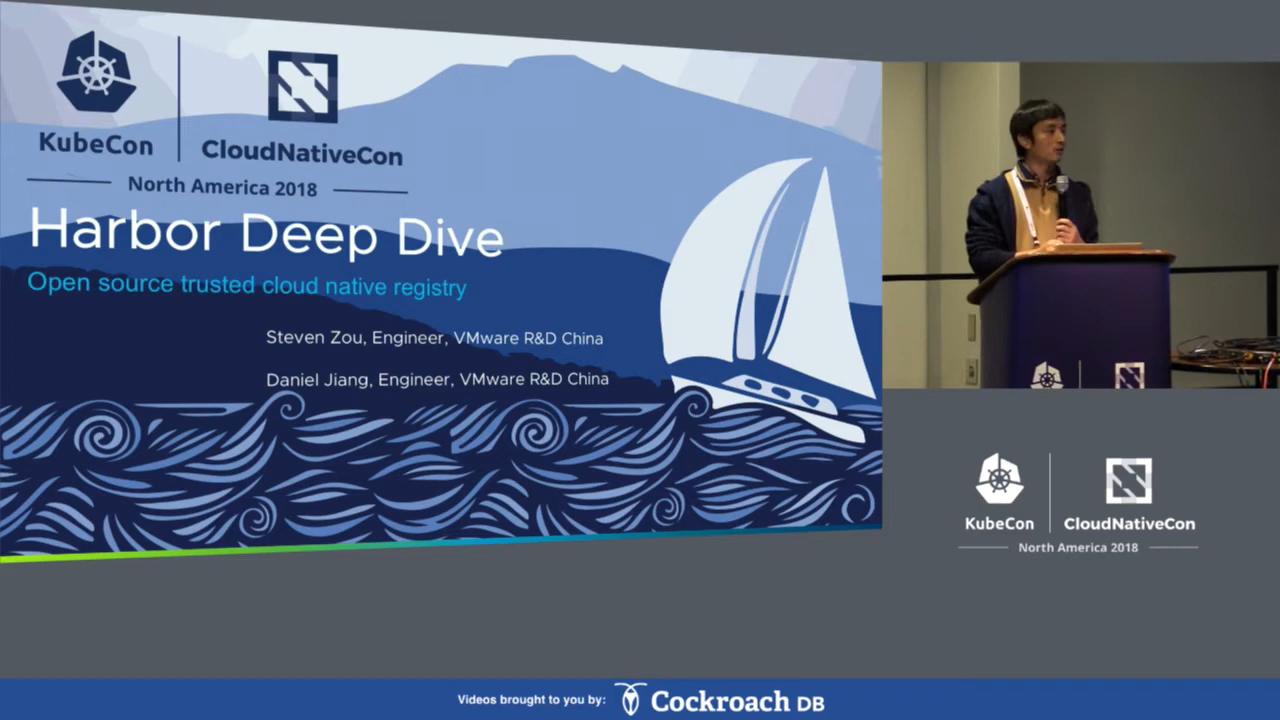 KubeCon
CloudNativeCon
North America 2018
Harbor Deep Dive
Open source trusted cloud native registry
Steven Zou, Engineer, VMware R&D China
Daniel Jiang, Engineer, VMware R&D China
KubeCon
CloudNativeCon
North America 2018
Videos brought to you by:
Cockroach DB